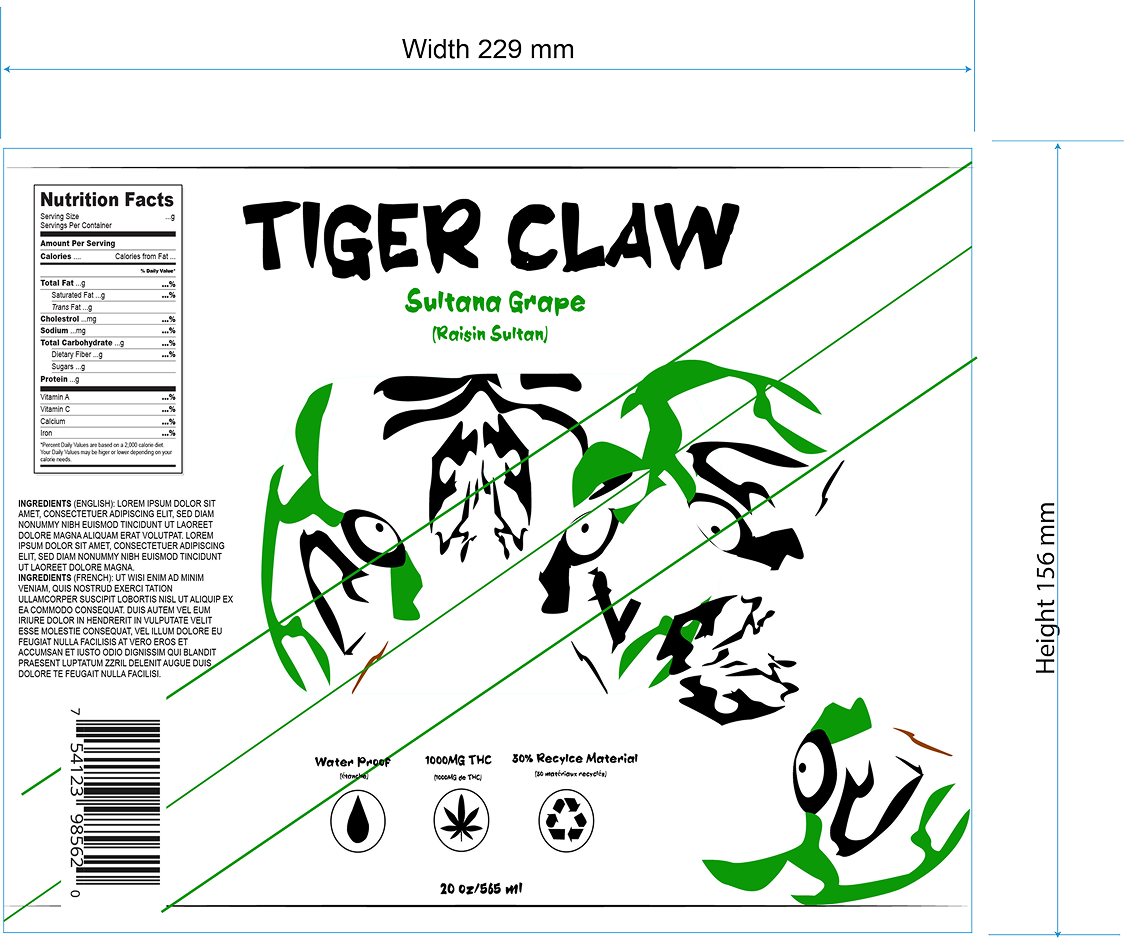 Width 229 mm
Height 156 mm
Nutrition Facts
Serving Size ...g
Servings Per Container
Amount Per Serving
Calories .... Calories from Fat ...
% Daily Value*
Total Fat ...g ...%
Saturated Fat ...g ...%
Trans Fat ...g
Cholestrol ...mg ...%
Sodium ...mg ...%
Total Carbohydrate ...g ...%
Dietary Fiber ...g ...%
Sugars ...g
Protein ...g
Vitamin A ...%
Vitamin C ...%
Calcium ...%
Iron ...%
*Percent Daily Values are based on a 2,000 calorie diet.
Your Daily Values may be higer or lower depending on your
calorie needs.
TIGER CLAW
Sultana Grape
(Raisin Sultan)
INGREDIENTS (ENGLISH): LOREM IPSUM DOLOR SIT
AMET, CONSECTETUER ADIPISCING ELIT, SED DIAM
NONUMMY NIBH EUISMOD TINCIDUNT UT LAOREET
DOLORE MAGNA ALIQUAM ERAT VOLUTPAT. LOREM
IPSUM DOLOR SIT AMET, CONSECTETUER ADIPISCING
ELIT, SED DIAM NONUMMY NIBH EUISMOD TINCIDUNT
UT LAOREET DOLORE MAGNA.
INGREDIENTS (FRENCH): UT WISI ENIM AD MINIM
VENIAM, QUIS NOSTRUD EXERCI TATION
ULLAMCORPER SUSCIPIT LOBORTIS NISL UT ALIQUIP EX
EA COMMODO CONSEQUAT. DUIS AUTEM VEL EUM
IRIURE DOLOR IN HENDRERIT IN VULPUTATE VELIT
ESSE MOLESTIE CONSEQUAT, VEL ILLUM DOLORE EU
FEUGIAT NULLA FACILISIS AT VERO EROS ET
ACCUMSAN ET IUSTO ODIO DIGNISSIM QUI BLANDIT
PRAESENT LUPTATUM ZZRIL DELENIT AUGUE DUIS
DOLORE TE FEUGAIT NULLA FACILISI.
7 54123 98562 0
Water Proof
(étanche)
1000MG THC
(1000MG de THC)
30% Recylce Material
(30 matériaux recyclés)
20 oz/565 ml